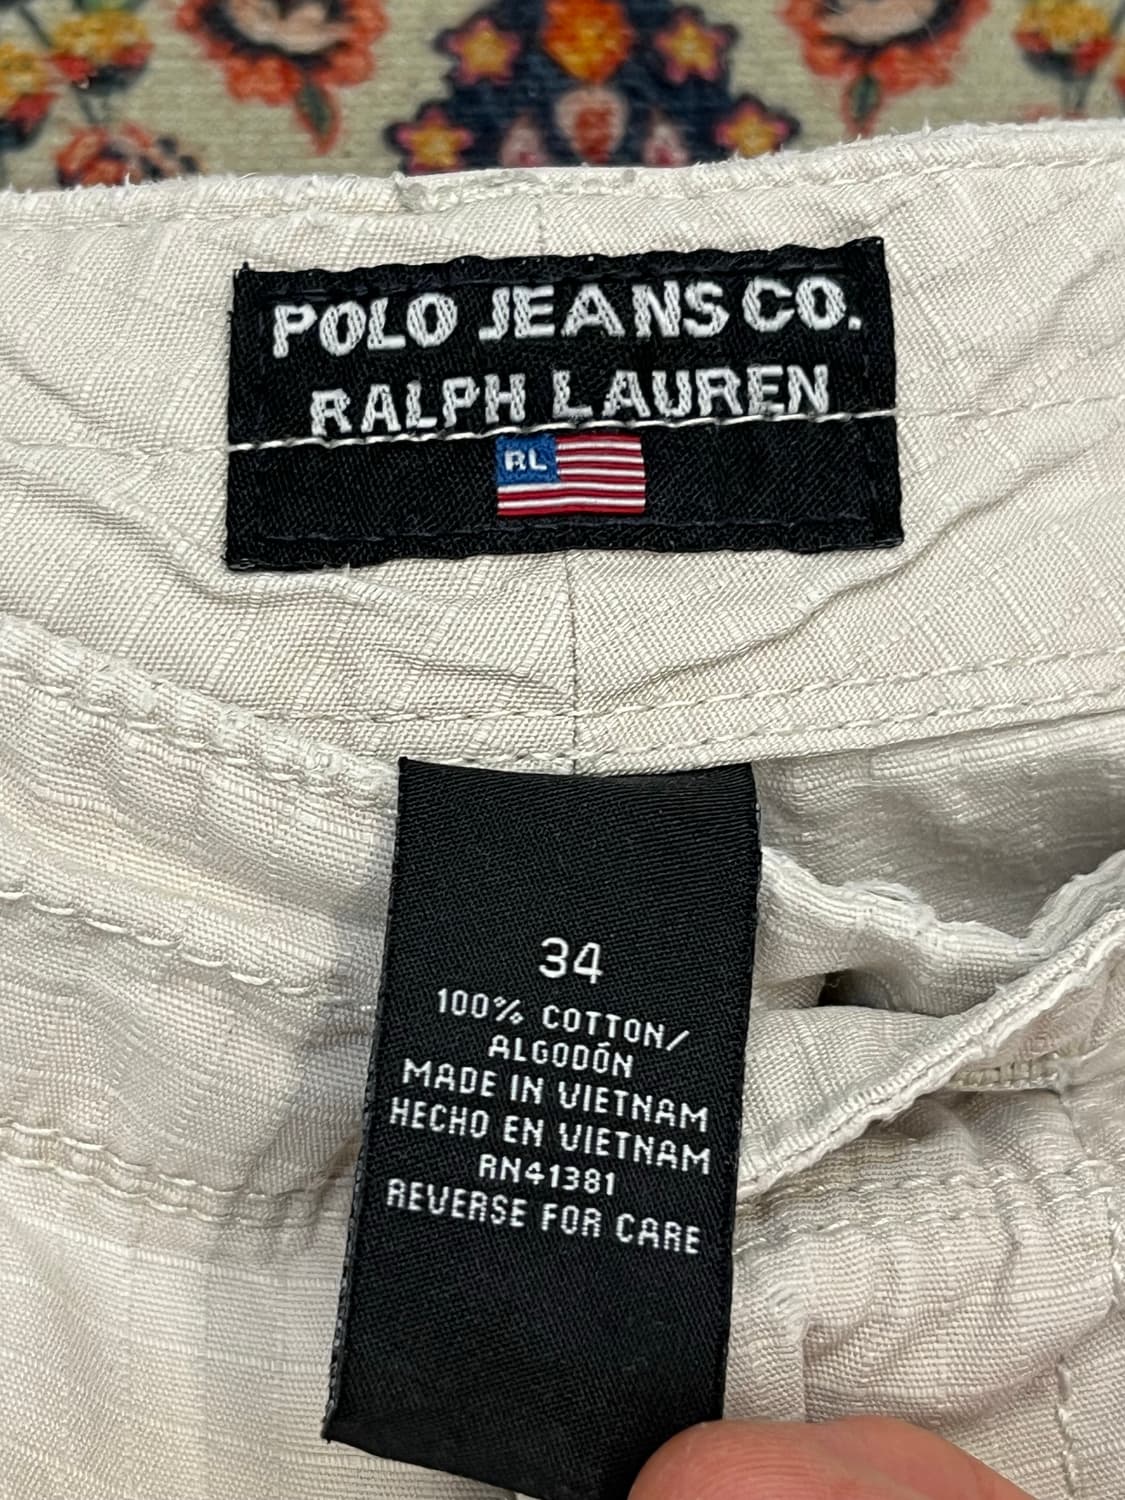 POLO JEANS CO.
RALPH LAUREN
RL
34
100% COTTON/
ALGODÓN
MADE IN VIETNAM
HECHO EN VIETNAM
RN41381
REVERSE FOR CARE